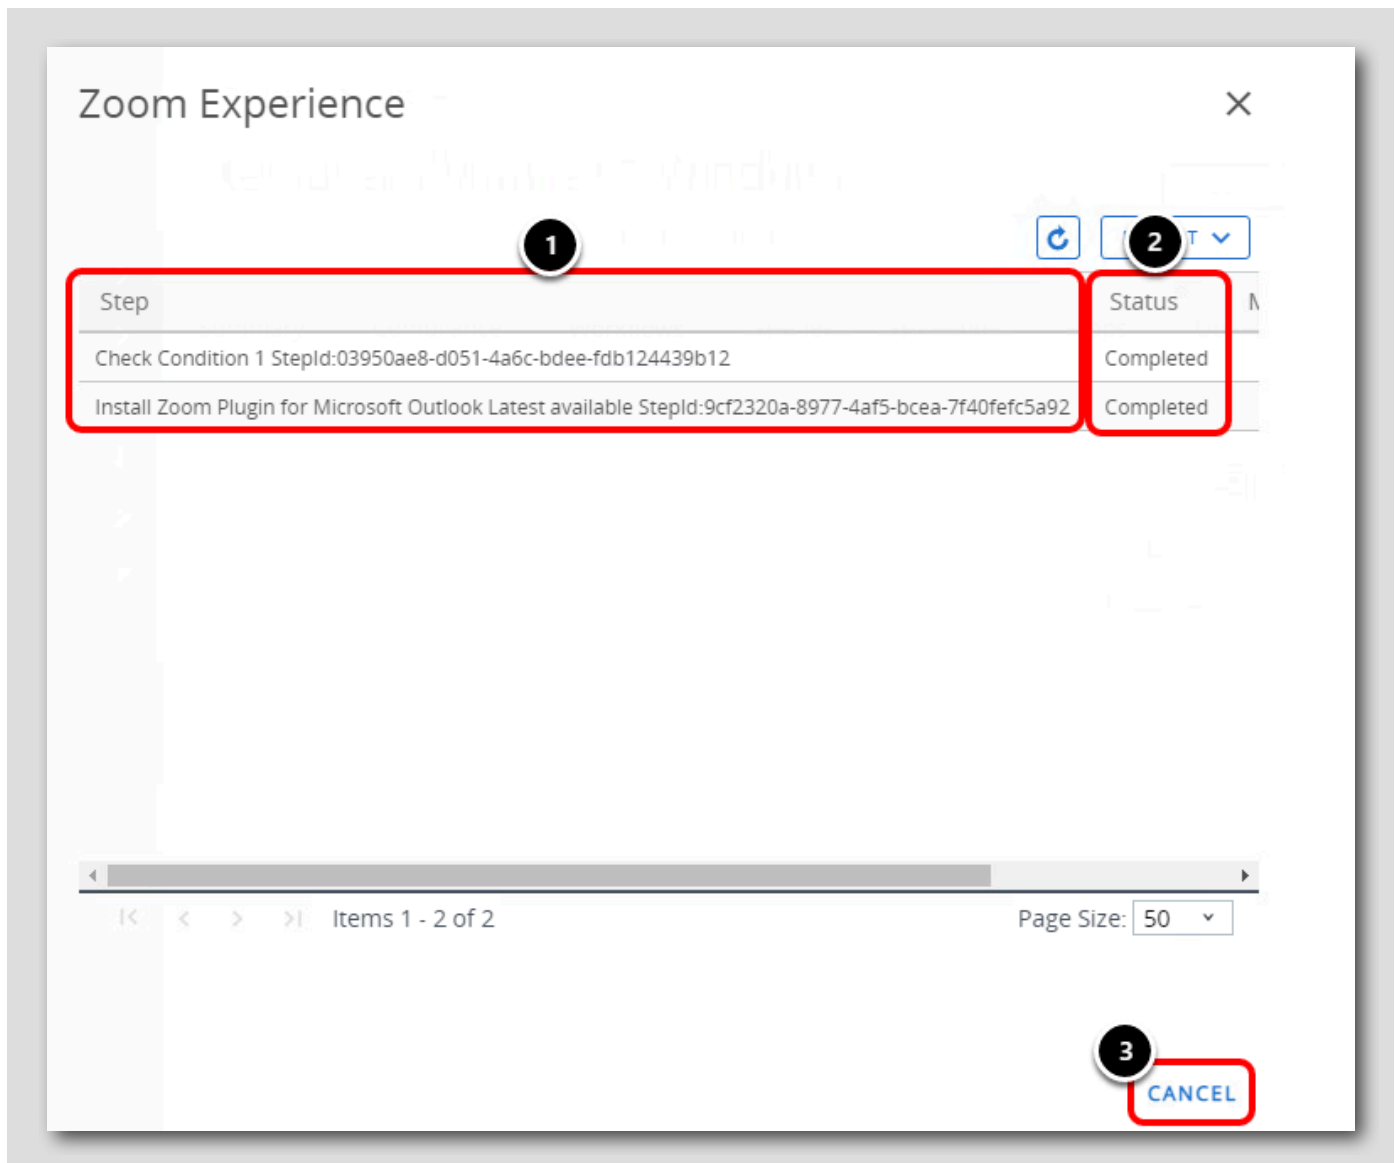 Zoom Experience
1
2
T
Step Status
Check Condition 1 StepId:03950ae8-d051-4a6c-bdee-fdb124439b12 Completed
Install Zoom Plugin for Microsoft Outlook Latest available StepId:9cf2320a-8977-4af5-bcea-7f40fefc5a92 Completed
Items 1 - 2 of 2 Page Size: 50
3
CANCEL